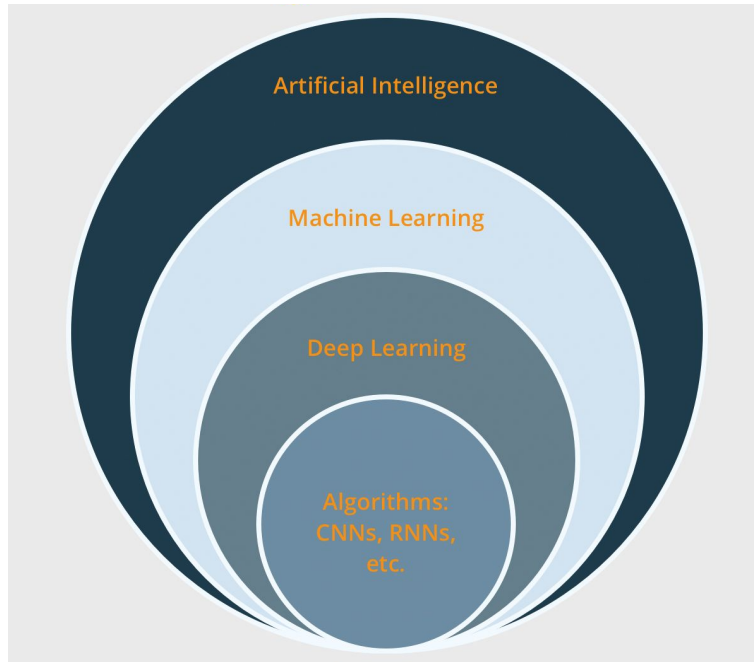 Artificial Intelligence
Machine Learning
Deep Learning
Algorithms:
CNNs, RNNs,
etc.